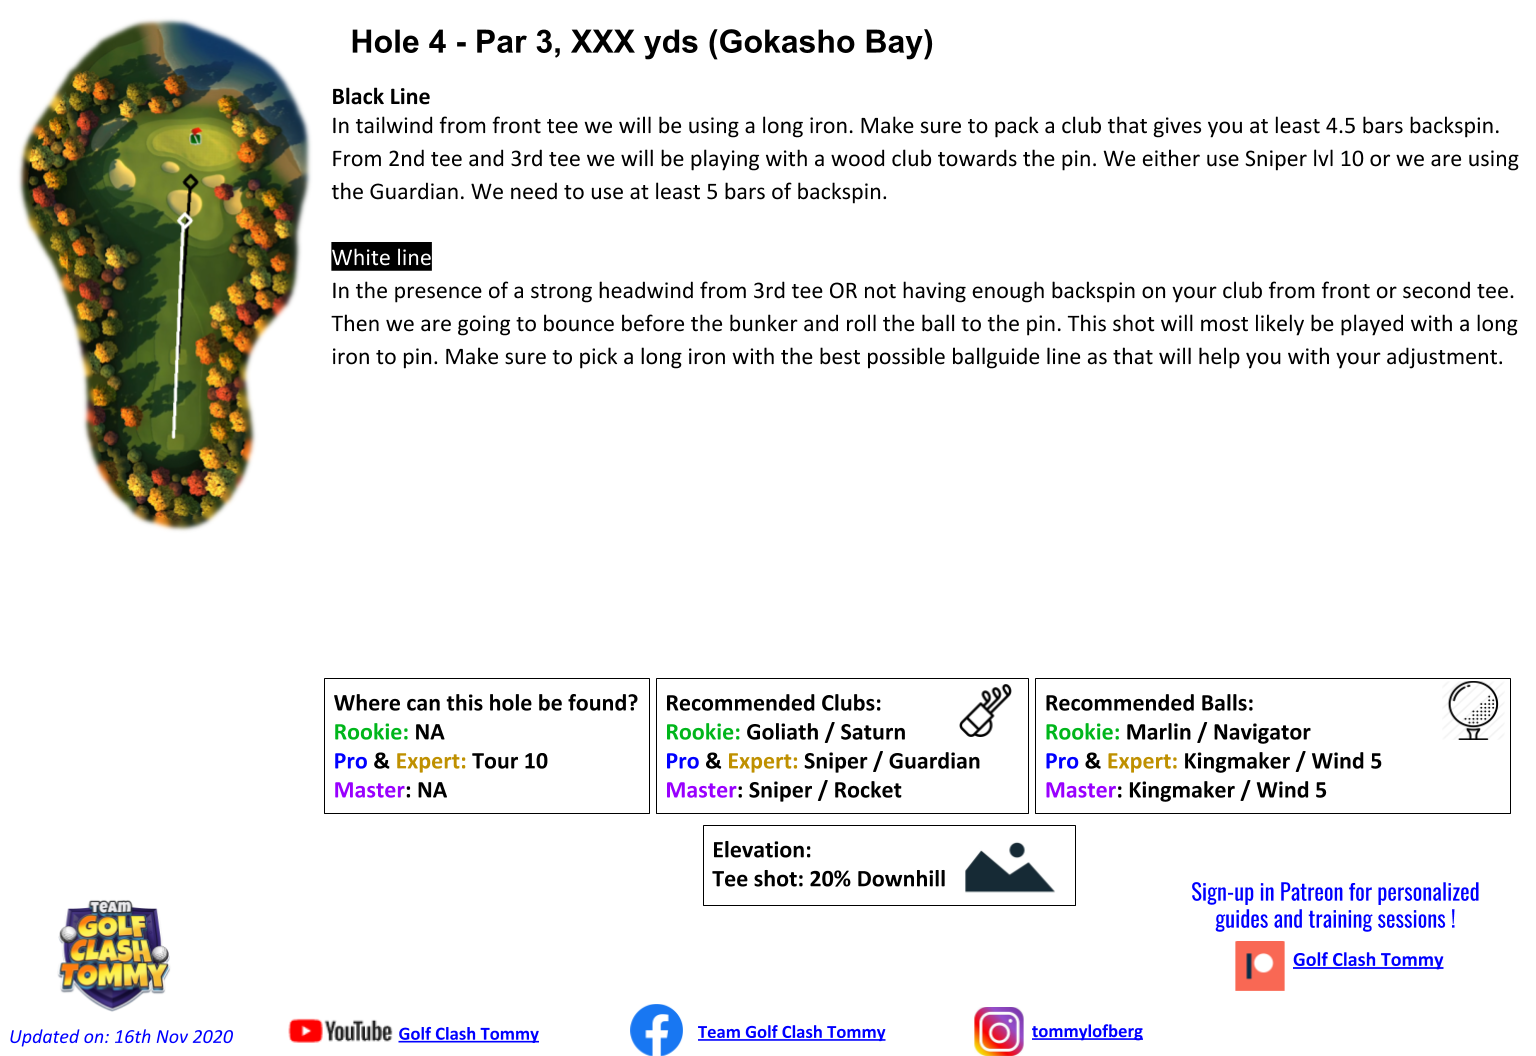 Hole 4 - Par 3, XXX yds (Gokasho Bay)
Black Line
In tailwind from front tee we will be using a long iron. Make sure to pack a club that gives you at least 4.5 bars backspin.
From 2nd tee and 3rd tee we will be playing with a wood club towards the pin. We either use Sniper lvl 10 or we are using
the Guardian. We need to use at least 5 bars of backspin.
White line
In the presence of a strong headwind from 3rd tee OR not having enough backspin on your club from front or second tee.
Then we are going to bounce before the bunker and roll the ball to the pin. This shot will most likely be played with a long
iron to pin. Make sure to pick a long iron with the best possible ballguide line as that will help you with your adjustment.
Where can this hole be found?
Rookie: NA
Pro & Expert: Tour 10
Master: NA
Recommended Clubs:
Rookie: Goliath / Saturn
Pro & Expert: Sniper / Guardian
Master: Sniper / Rocket
Recommended Balls:
Rookie: Marlin / Navigator
Pro & Expert: Kingmaker / Wind 5
Master: Kingmaker / Wind 5
Elevation:
Tee shot: 20% Downhill
Sign-up in Patreon for personalized
guides and training sessions !
Golf Clash Tommy
TEAM
GOLF
CLASH
TOMMY
Updated on: 16th Nov 2020
YouTube Golf Clash Tommy
Team Golf Clash Tommy
tommylofberg